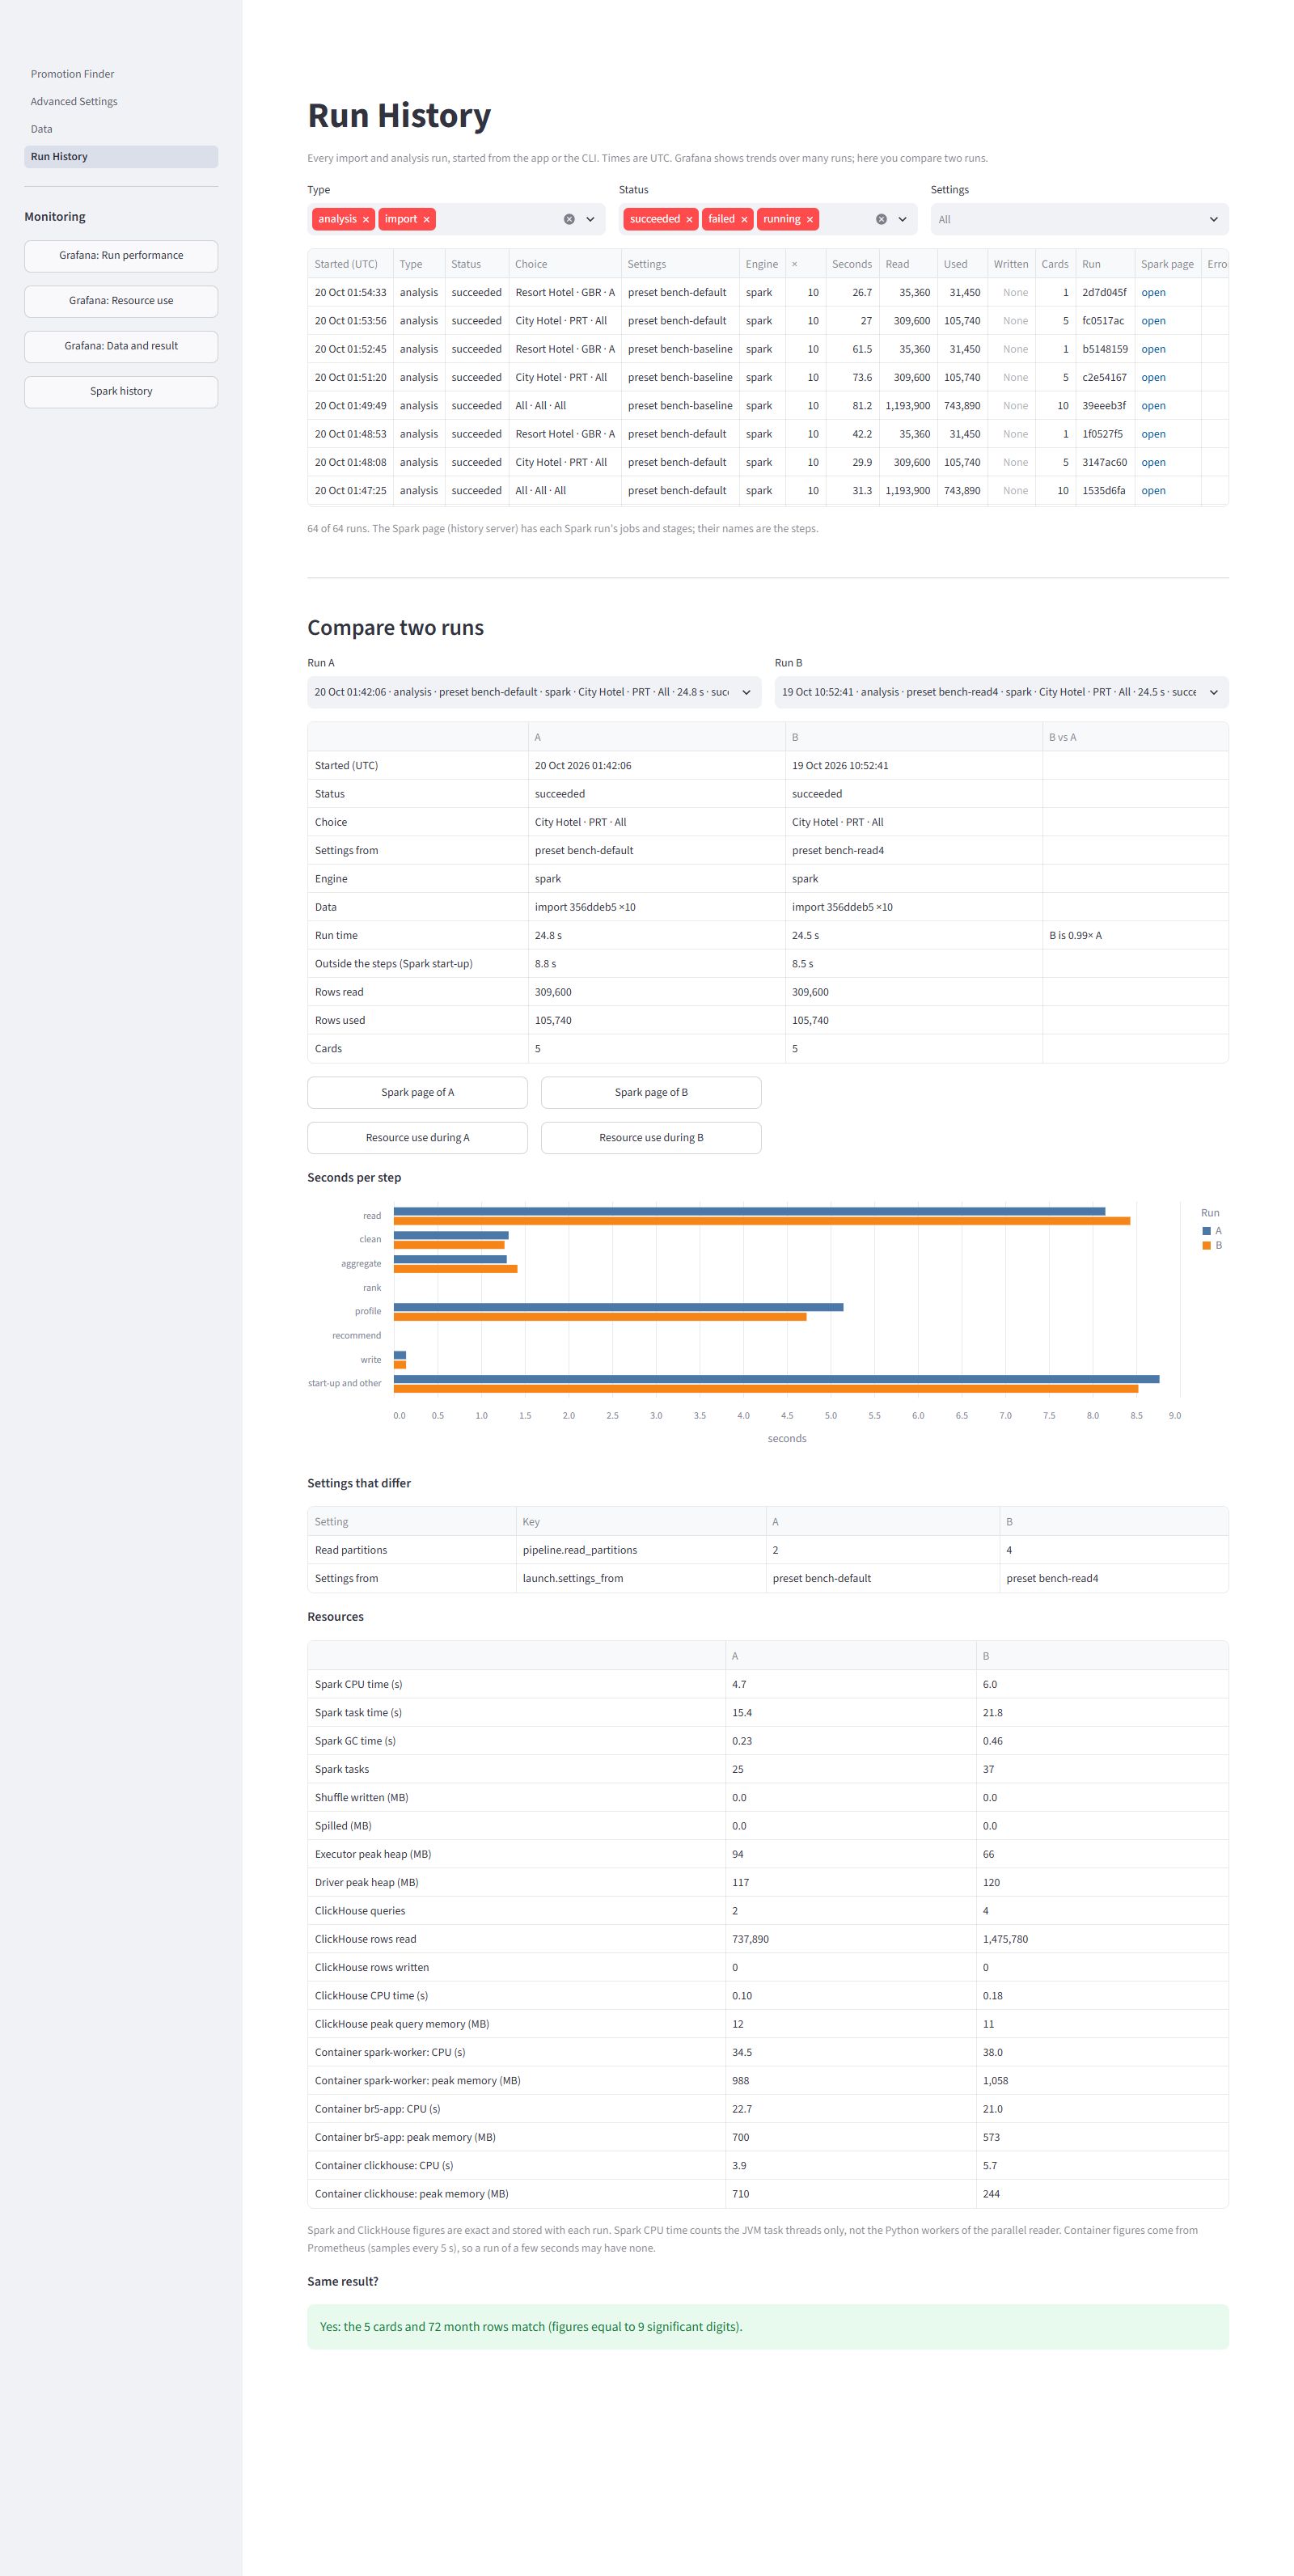 Promotion Finder
Advanced Settings
Data
Run History
Monitoring
Grafana: Run performance
Grafana: Resource use
Grafana: Data and result
Spark history
Run History
Every import and analysis run, started from the app or the CLI. Times are UTC. Grafana shows trends over many runs; here you compare two runs.
Type Status Settings
analysis × import × succeeded × failed × running × All
Started (UTC) Type Status Choice Settings Engine × Seconds Read Used Written Cards Run Spark page Erro
20 Oct 01:54:33 analysis succeeded Resort Hotel · GBR · A preset bench-default spark 10 26.7 35,360 31,450 None 1 2d7d045f open
20 Oct 01:53:56 analysis succeeded City Hotel · PRT · All preset bench-default spark 10 27 309,600 105,740 None 5 fc0517ac open
20 Oct 01:52:45 analysis succeeded Resort Hotel · GBR · A preset bench-baseline spark 10 61.5 35,360 31,450 None 1 b5148159 open
20 Oct 01:51:20 analysis succeeded City Hotel · PRT · All preset bench-baseline spark 10 73.6 309,600 105,740 None 5 c2e54167 open
20 Oct 01:49:49 analysis succeeded All · All · All preset bench-baseline spark 10 81.2 1,193,900 743,890 None 10 39eeeb3f open
20 Oct 01:48:53 analysis succeeded Resort Hotel · GBR · A preset bench-default spark 10 42.2 35,360 31,450 None 1 1f0527f5 open
20 Oct 01:48:08 analysis succeeded City Hotel · PRT · All preset bench-default spark 10 29.9 309,600 105,740 None 5 3147ac60 open
20 Oct 01:47:25 analysis succeeded All · All · All preset bench-default spark 10 31.3 1,193,900 743,890 None 10 1535d6fa open
64 of 64 runs. The Spark page (history server) has each Spark run's jobs and stages; their names are the steps.
Compare two runs
Run A Run B
20 Oct 01:42:06 · analysis · preset bench-default · spark · City Hotel · PRT · All · 24.8 s · succ 19 Oct 10:52:41 · analysis · preset bench-read4 · spark · City Hotel · PRT · All · 24.5 s · succe
A B B vs A
Started (UTC) 20 Oct 2026 01:42:06 19 Oct 2026 10:52:41
Status succeeded succeeded
Choice City Hotel · PRT · All City Hotel · PRT · All
Settings from preset bench-default preset bench-read4
Engine spark spark
Data import 356ddeb5 ×10 import 356ddeb5 ×10
Run time 24.8 s 24.5 s B is 0.99× A
Outside the steps (Spark start-up) 8.8 s 8.5 s
Rows read 309,600 309,600
Rows used 105,740 105,740
Cards 5 5
Spark page of A Spark page of B
Resource use during A Resource use during B
Seconds per step
read
clean
aggregate
rank
profile
recommend
write
start-up and other
0.0 0.5 1.0 1.5 2.0 2.5 3.0 3.5 4.0 4.5 5.0 5.5 6.0 6.5 7.0 7.5 8.0 8.5 9.0
seconds
Run
A
B
Settings that differ
Setting Key A B
Read partitions pipeline.read_partitions 2 4
Settings from launch.settings_from preset bench-default preset bench-read4
Resources
A B
Spark CPU time (s) 4.7 6.0
Spark task time (s) 15.4 21.8
Spark GC time (s) 0.23 0.46
Spark tasks 25 37
Shuffle written (MB) 0.0 0.0
Spilled (MB) 0.0 0.0
Executor peak heap (MB) 94 66
Driver peak heap (MB) 117 120
ClickHouse queries 2 4
ClickHouse rows read 737,890 1,475,780
ClickHouse rows written 0 0
ClickHouse CPU time (s) 0.10 0.18
ClickHouse peak query memory (MB) 12 11
Container spark-worker: CPU (s) 34.5 38.0
Container spark-worker: peak memory (MB) 988 1,058
Container br5-app: CPU (s) 22.7 21.0
Container br5-app: peak memory (MB) 700 573
Container clickhouse: CPU (s) 3.9 5.7
Container clickhouse: peak memory (MB) 710 244
Spark and ClickHouse figures are exact and stored with each run. Spark CPU time counts the JVM task threads only, not the Python workers of the parallel reader. Container figures come from
Prometheus (samples every 5 s), so a run of a few seconds may have none.
Same result?
Yes: the 5 cards and 72 month rows match (figures equal to 9 significant digits).